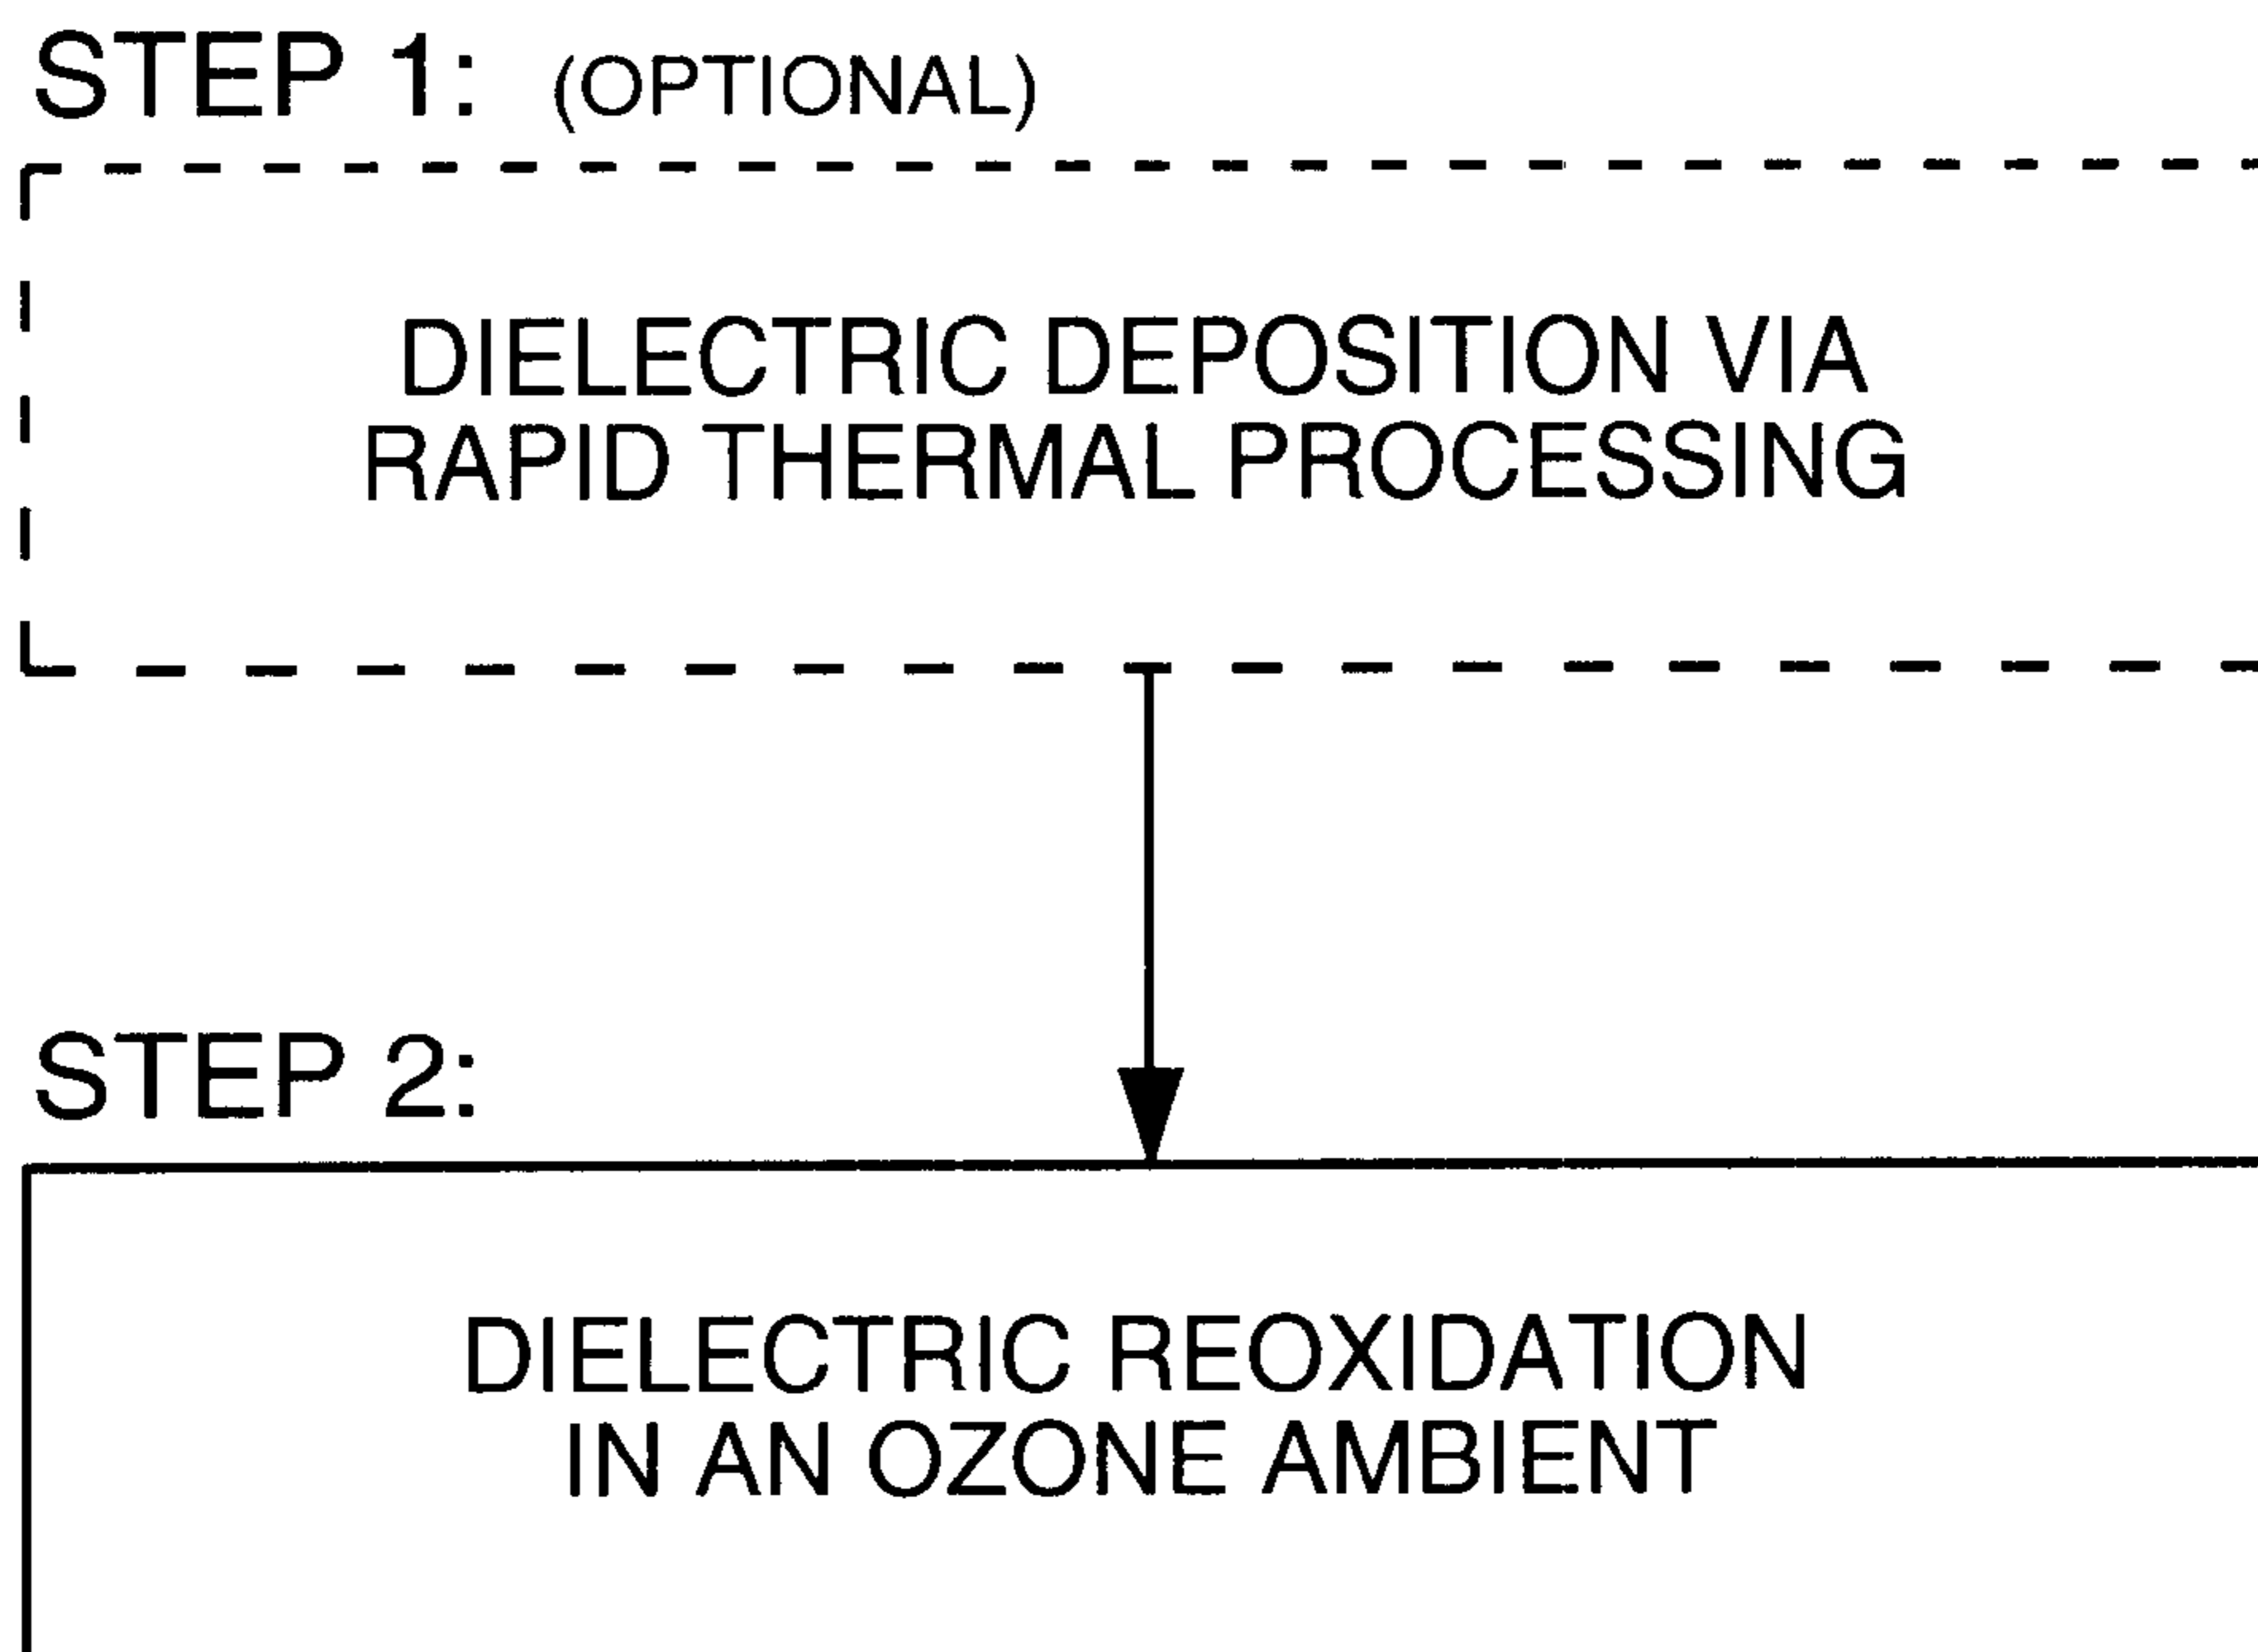 STEP 1: (OPTIONAL)
DIELECTRIC DEPOSITION VIA
RAPID THERMAL PROCESSING
STEP 2:
DIELECTRIC REOXIDATION
IN AN OZONE AMBIENT